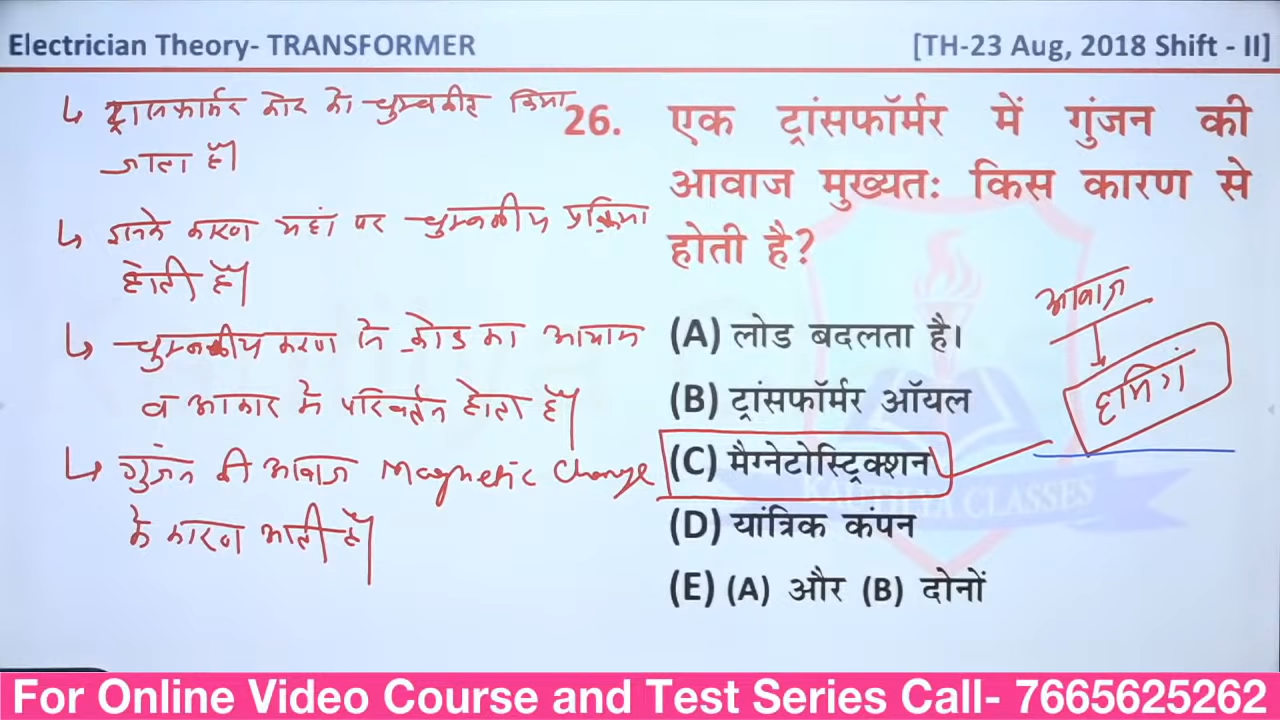 Electrician Theory- TRANSFORMER
[TH-23 Aug, 2018 Shift - II]
↳ ट्रांसफार्मर कोर को चुम्बकीय किया
जाता है।
↳ इसके कारण यहां पर चुम्बकीय प्रक्रिया
होती है।
↳ चुम्बकीय करण से कोड का आयाम
व आकार में परिवर्तन होता है।
↳ गुंजन की आवाज magnetic change
के कारण आती है।
26. एक ट्रांसफॉर्मर में गुंजन की
आवाज मुख्यतः किस कारण से
होती है?
(A) लोड बदलता है।
(B) ट्रांसफॉर्मर ऑयल
(C) मैग्नेटोस्ट्रिक्शन
(D) यांत्रिक कंपन
(E) (A) और (B) दोनों
आवाज
हमिंग
KAUTILYA CLASSES
For Online Video Course and Test Series Call- 7665625262